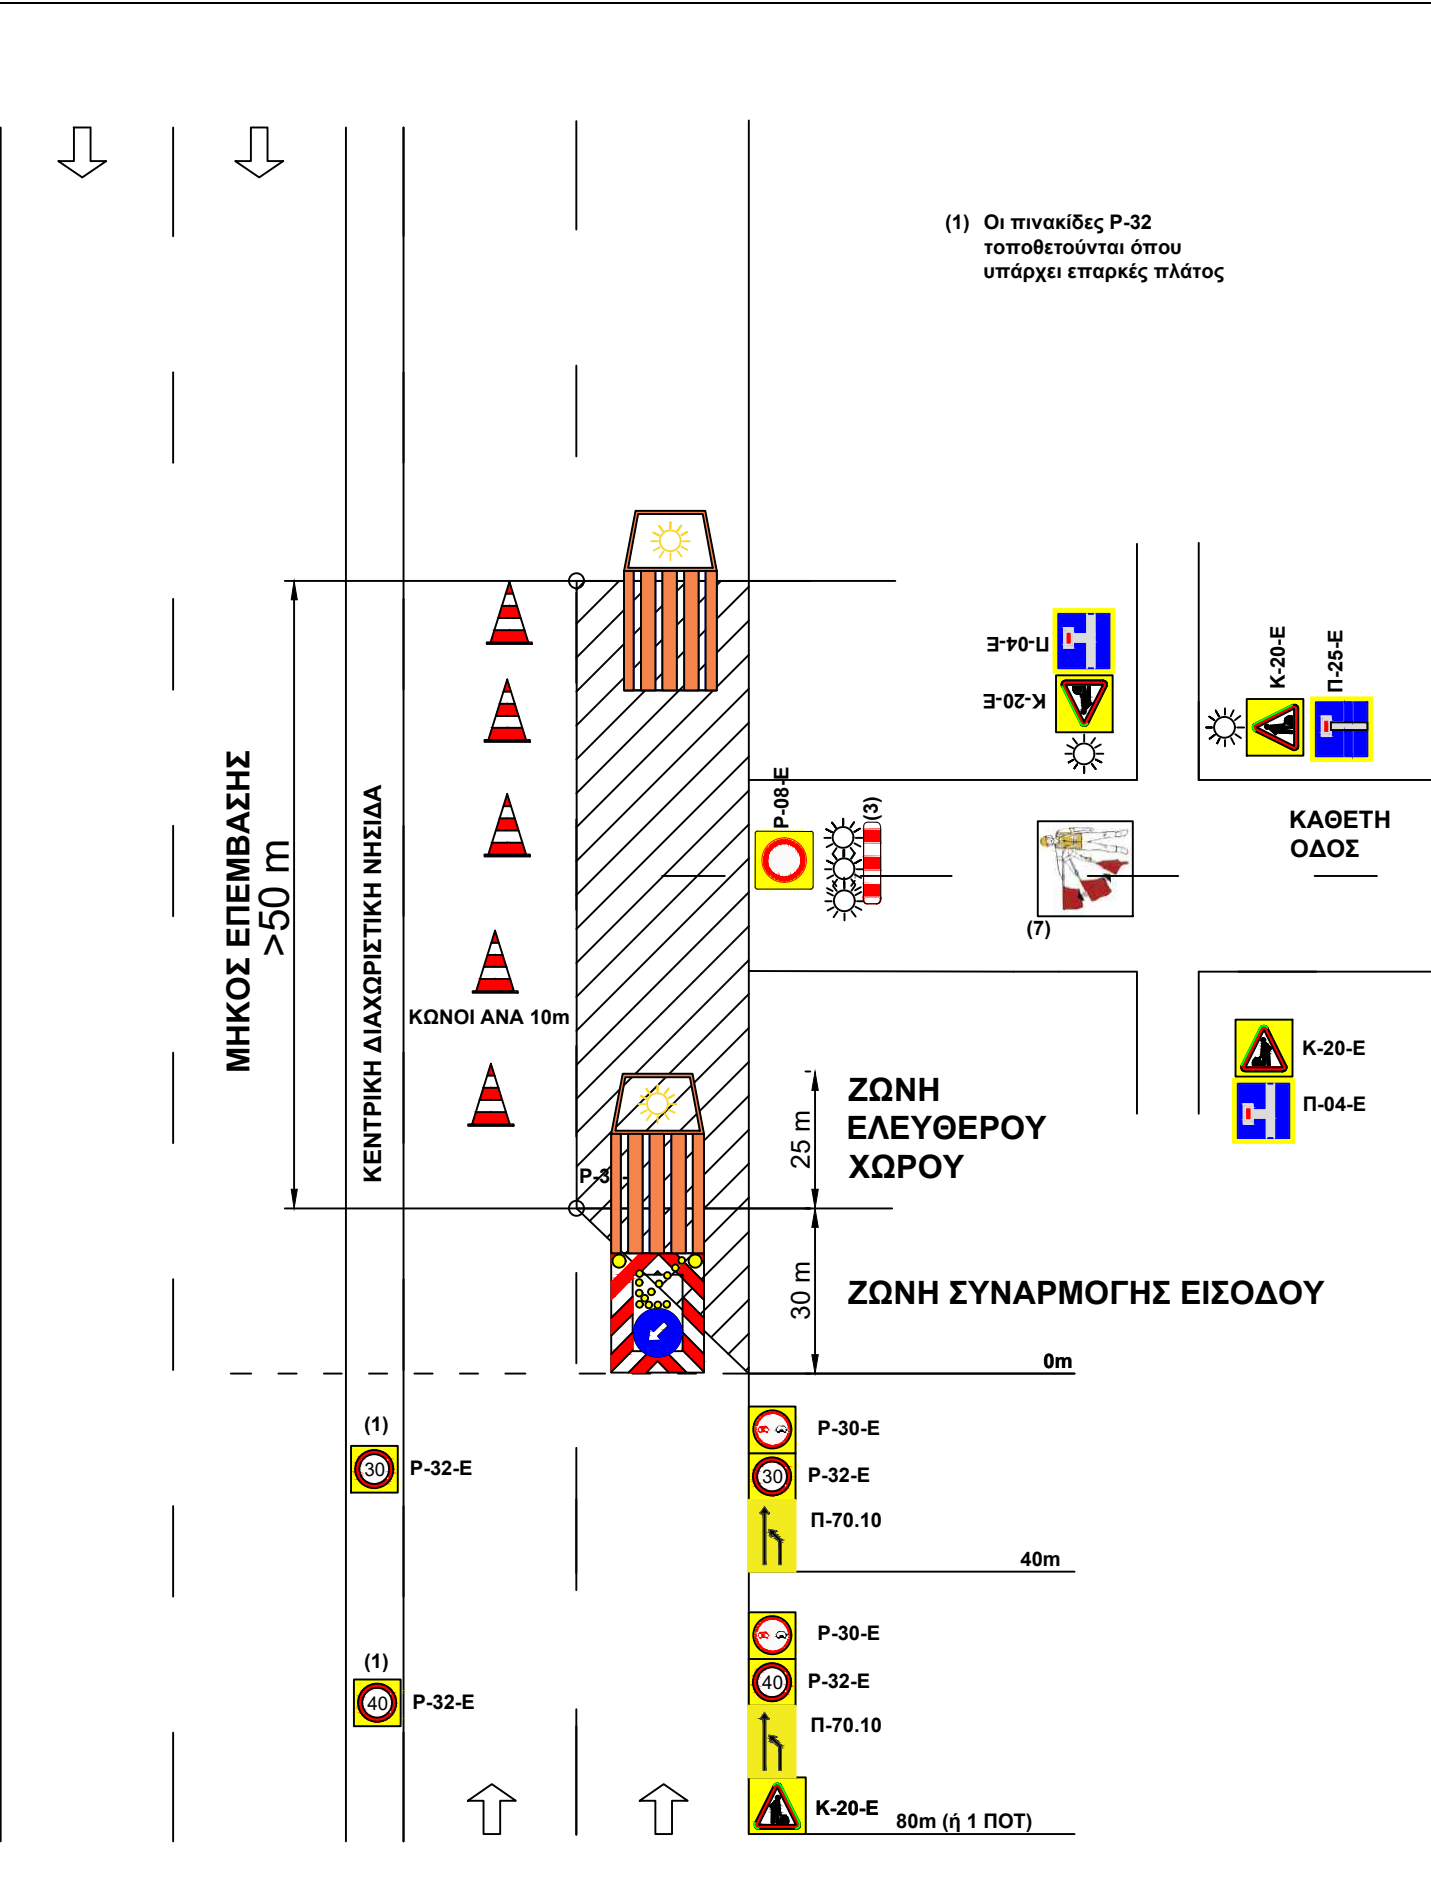 (1) Οι πινακίδες Ρ-32
τοποθετούνται όπου
υπάρχει επαρκές πλάτος
Π-04-Ε
Κ-20-Ε
Κ-20-Ε
Π-25-Ε
ΜΗΚΟΣ ΕΠΕΜΒΑΣΗΣ
>50 m
ΚΕΝΤΡΙΚΗ ΔΙΑΧΩΡΙΣΤΙΚΗ ΝΗΣΙΔΑ
Ρ-08-Ε
(3)
ΚΑΘΕΤΗ
ΟΔΟΣ
(7)
ΚΩΝΟΙ ΑΝΑ 10m
Κ-20-Ε
Π-04-Ε
ΖΩΝΗ
ΕΛΕΥΘΕΡΟΥ
ΧΩΡΟΥ
25 m
Ρ-3
30 m
ΖΩΝΗ ΣΥΝΑΡΜΟΓΗΣ ΕΙΣΟΔΟΥ
0m
(1)
30
Ρ-32-Ε
Ρ-30-Ε
30
Ρ-32-Ε
Π-70.10
40m
(1)
40
Ρ-32-Ε
Ρ-30-Ε
40
Ρ-32-Ε
Π-70.10
Κ-20-Ε
80m (ή 1 ΠΟΤ)